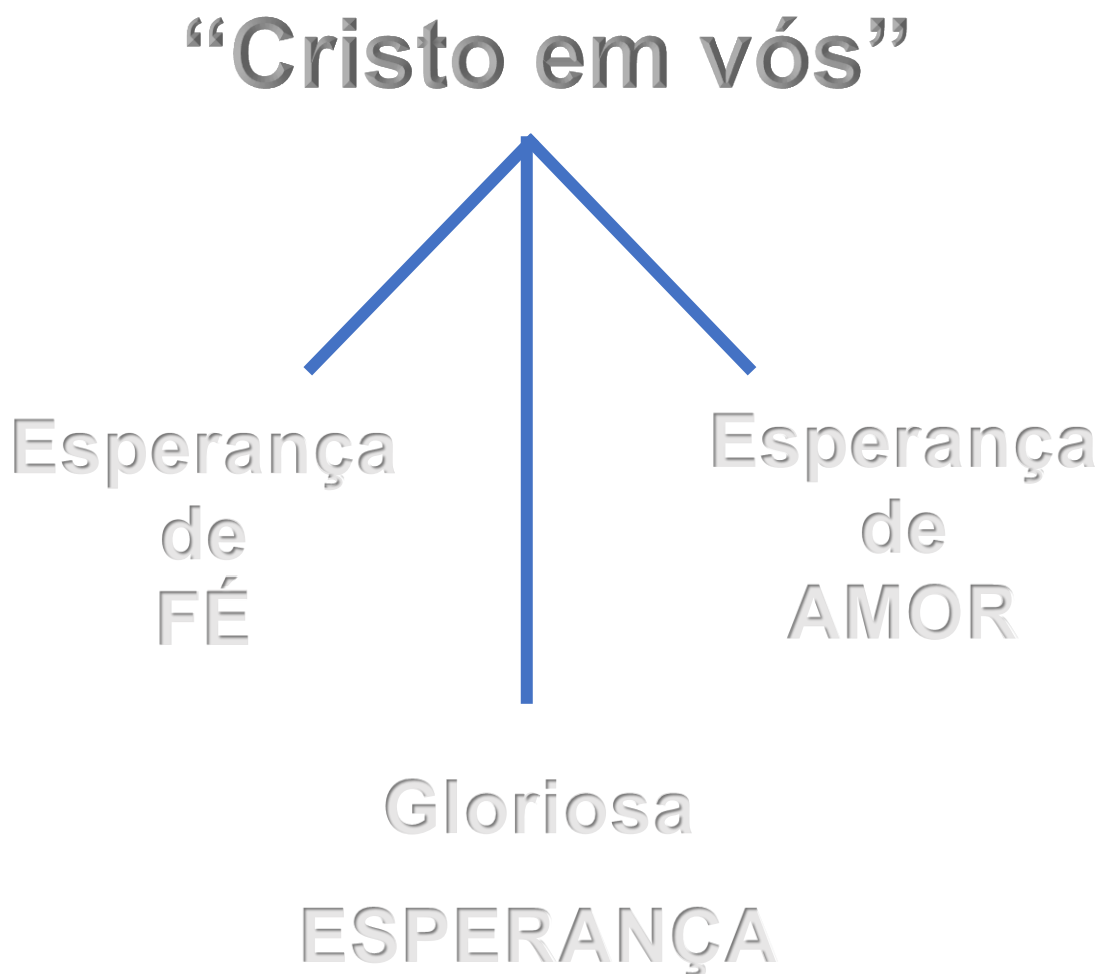 “Cristo em vós”
Esperança
de
FÉ
Esperança
de
AMOR
Gloriosa
ESPERANÇA